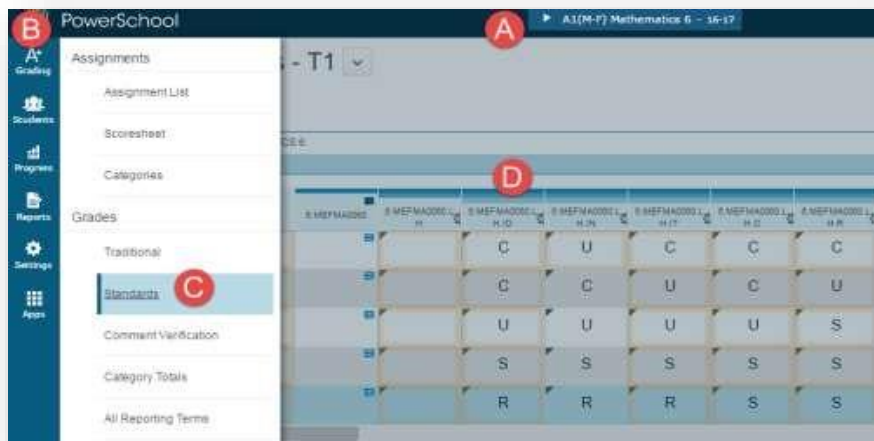 B PowerSchool A A1(M-F) Mathematics 6 - 16-17
A+
Grading
Students
Progress
Reports
Settings
Apps
Assignments
Assignment List
Scoresheet
Categories
Grades
Traditional
Standards C
Comment Verification
Category Totals
All Reporting Terms
- T1
D
C C U C C C
C C U C U
U U U U S
S S S S S
R R R S S